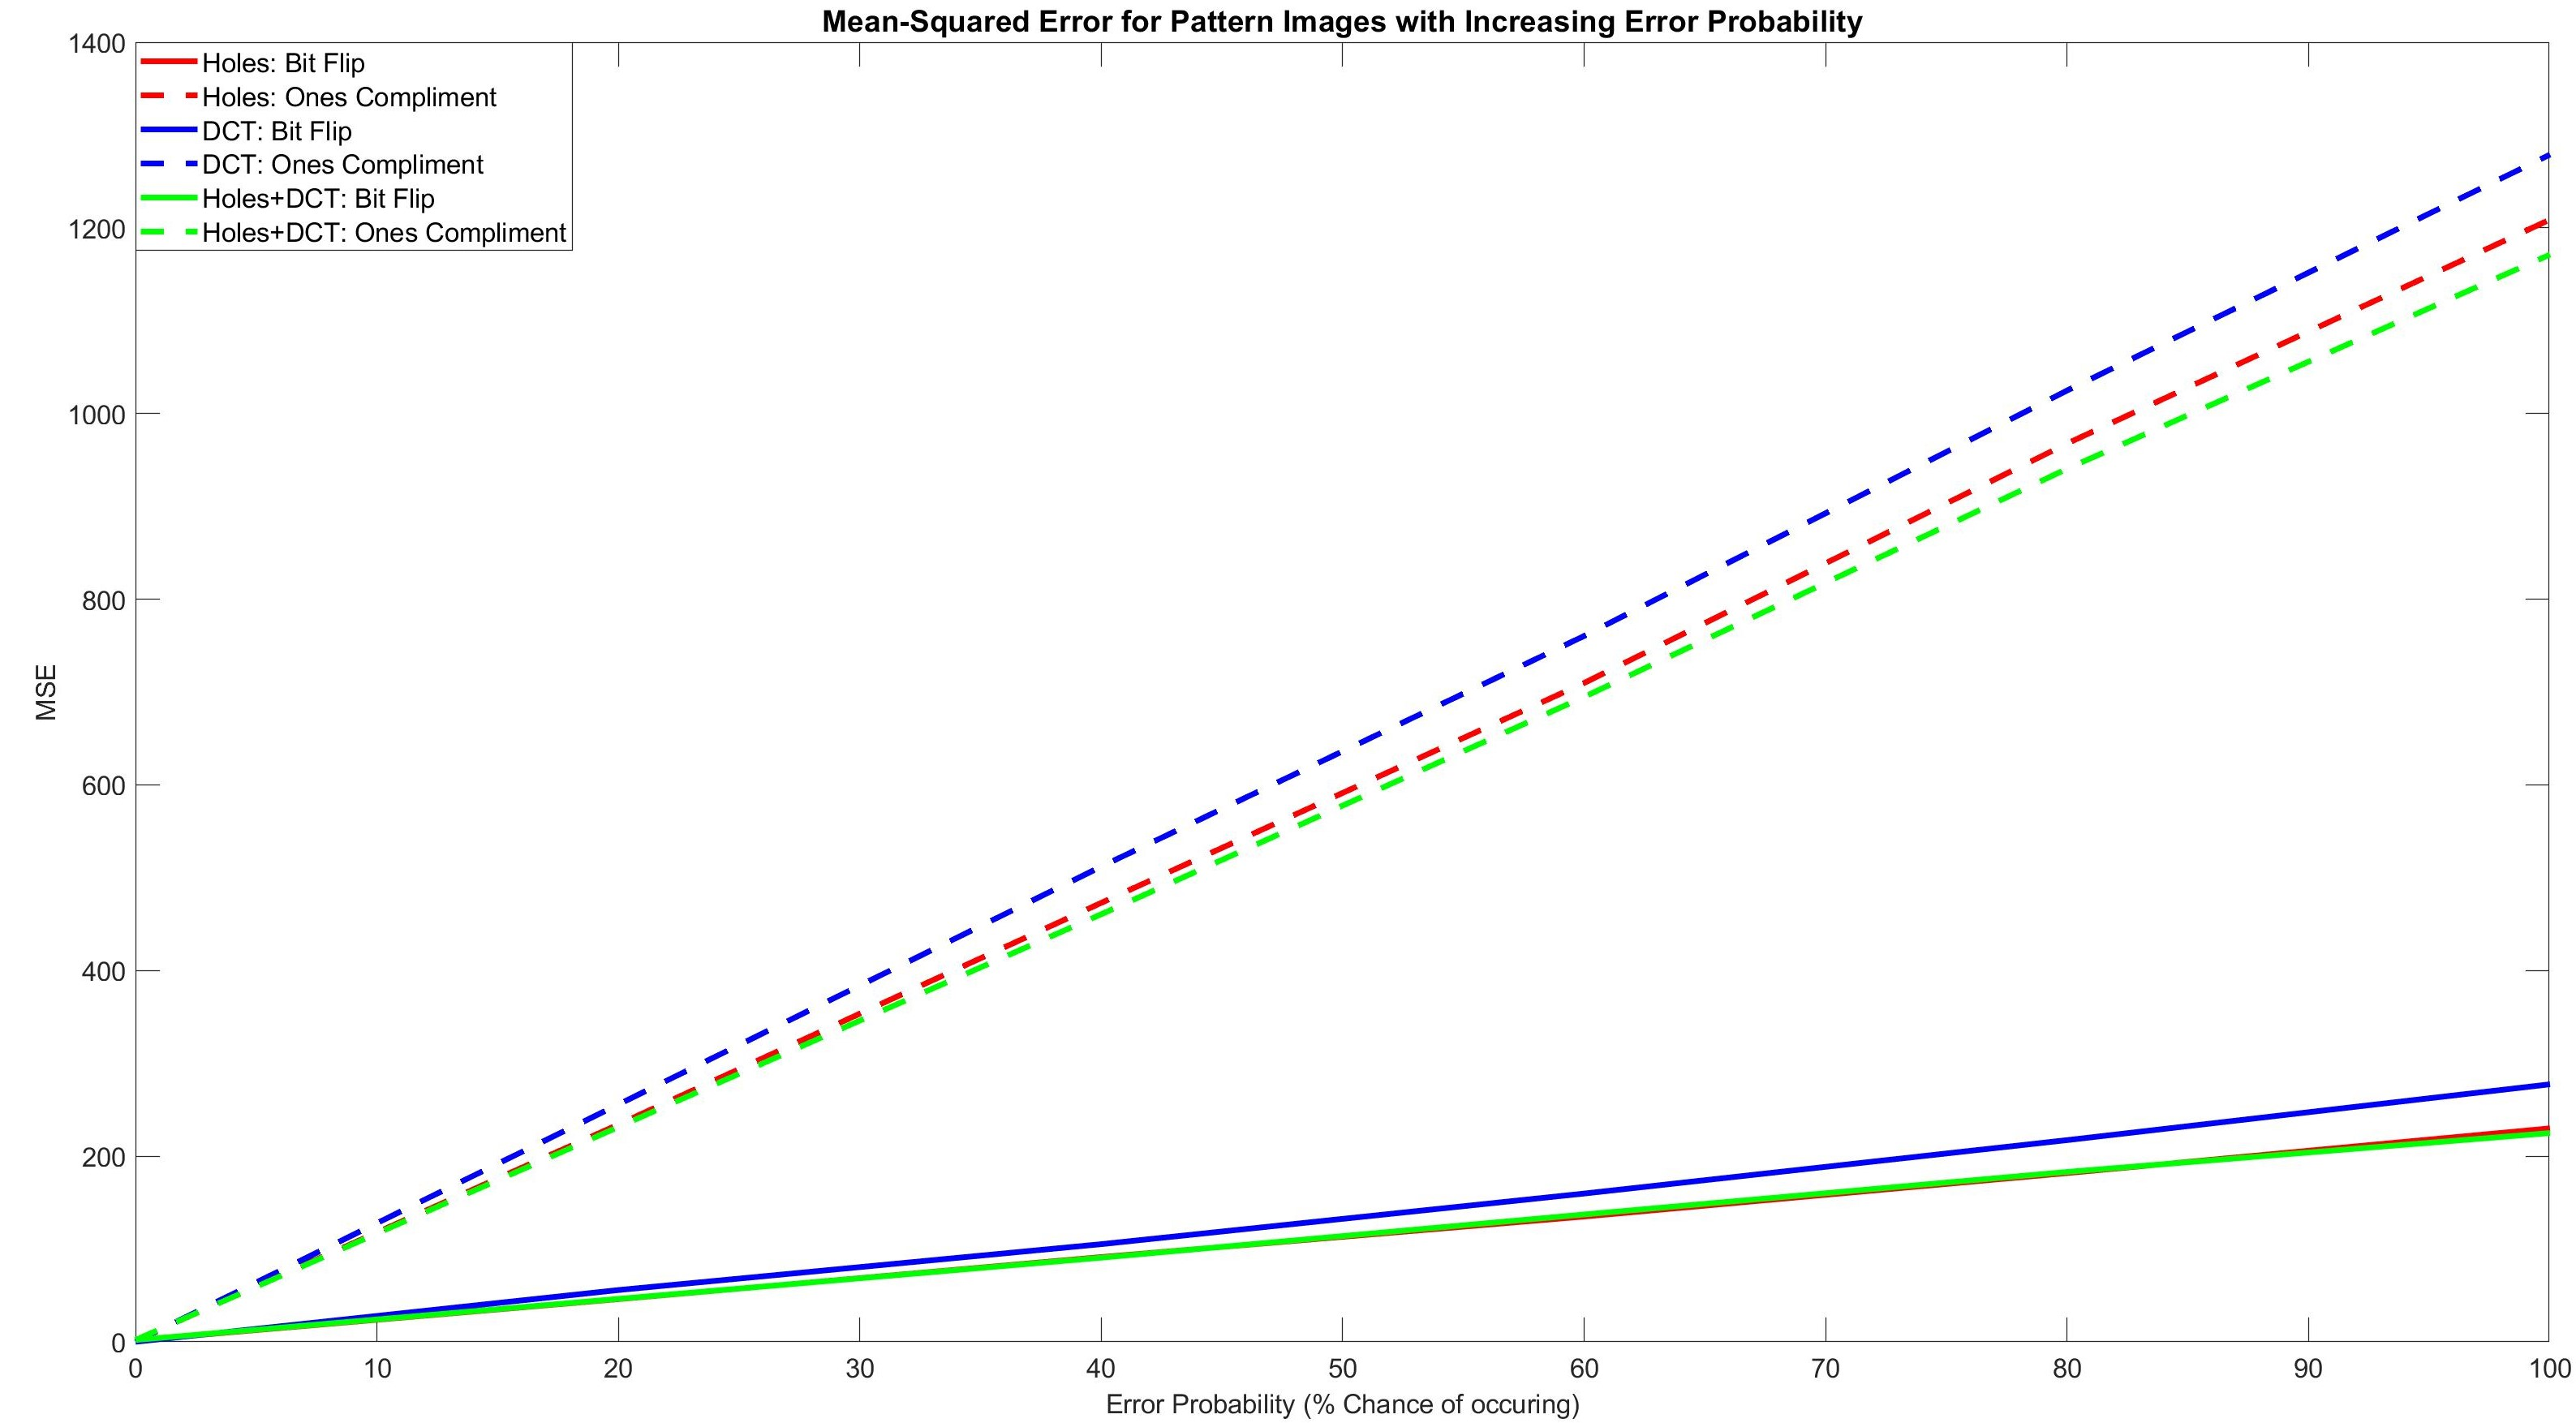 Mean-Squared Error for Pattern Images with Increasing Error Probability
1400
Holes: Bit Flip
Holes: Ones Compliment
DCT: Bit Flip
DCT: Ones Compliment
Holes+DCT: Bit Flip
Holes+DCT: Ones Compliment
1200
1000
800
MSE
600
400
200
0
0 10 20 30 40 50 60 70 80 90 100
Error Probability (% Chance of occuring)